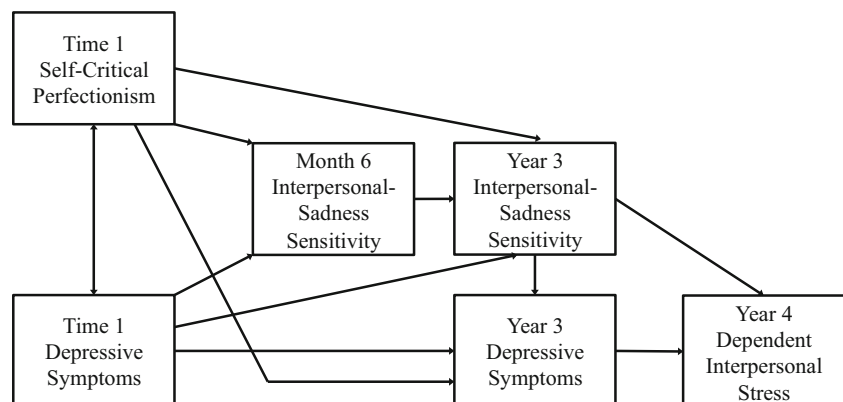 Time 1
Self-Critical
Perfectionism
Month 6
Interpersonal-
Sadness
Sensitivity
Year 3
Interpersonal-
Sadness
Sensitivity
Time 1
Depressive
Symptoms
Year 3
Depressive
Symptoms
Year 4
Dependent
Interpersonal
Stress